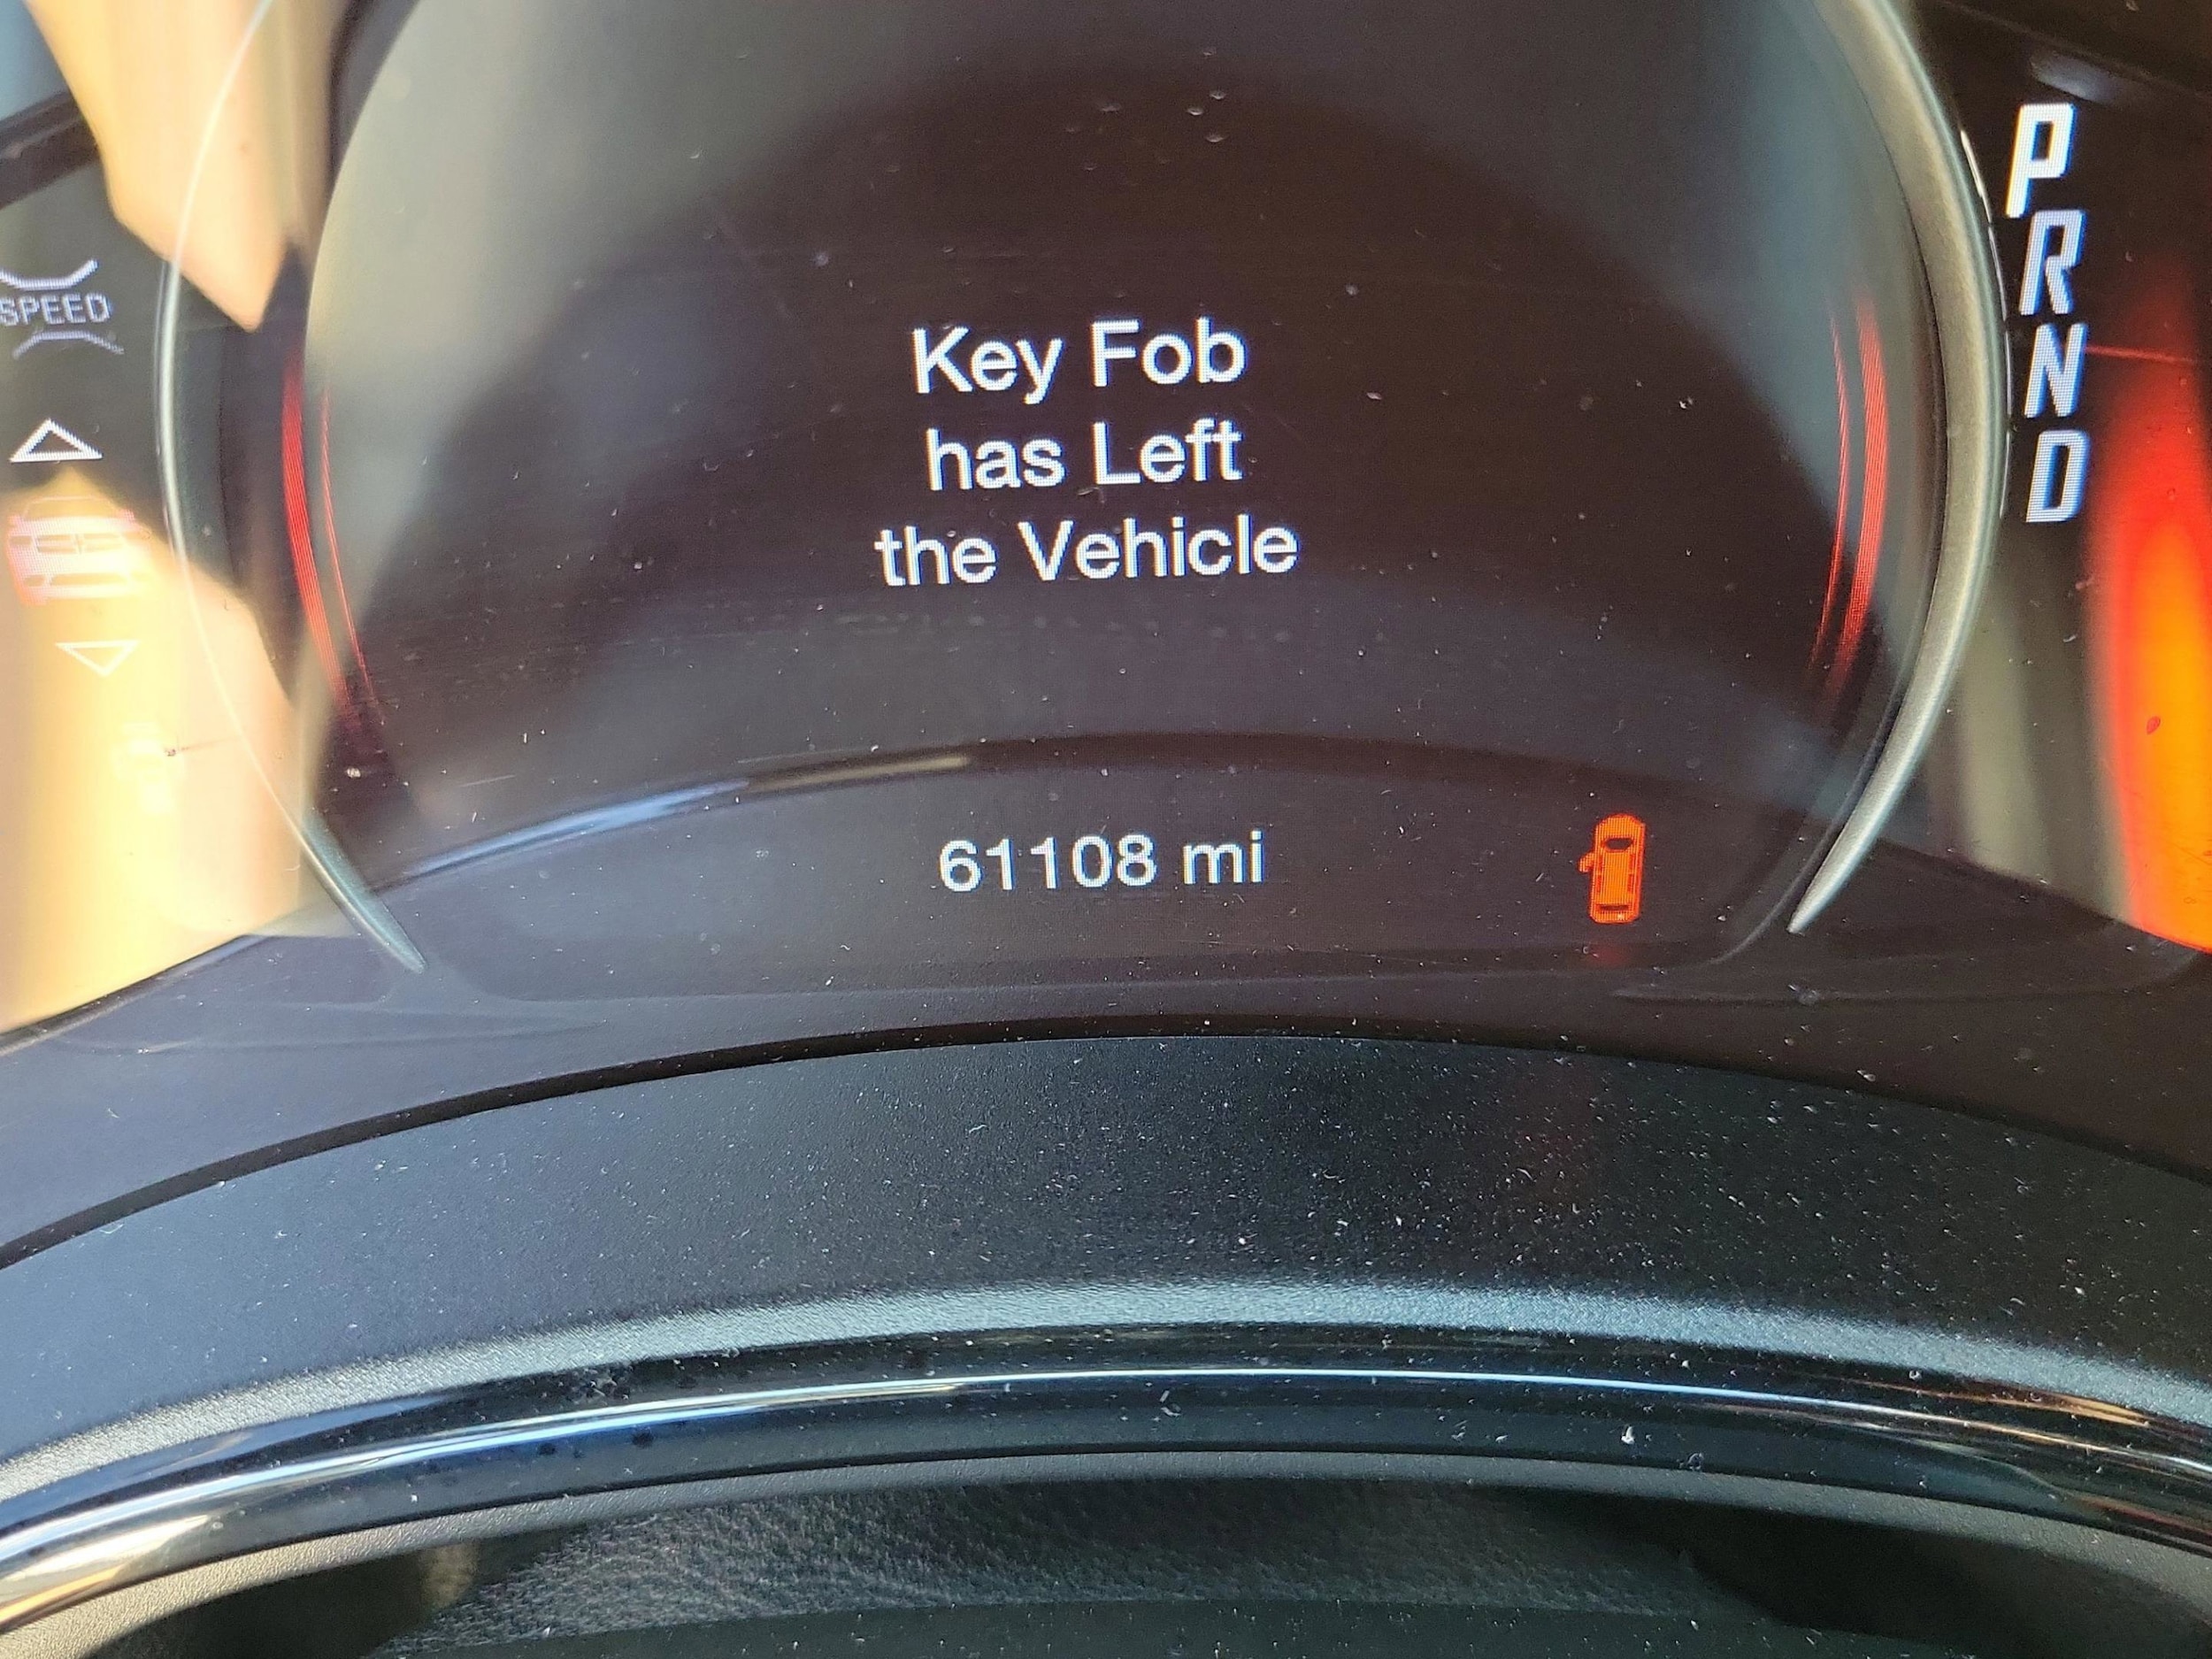 SPEED
Key Fob
has Left
the Vehicle
61108 mi
P
R
N
D